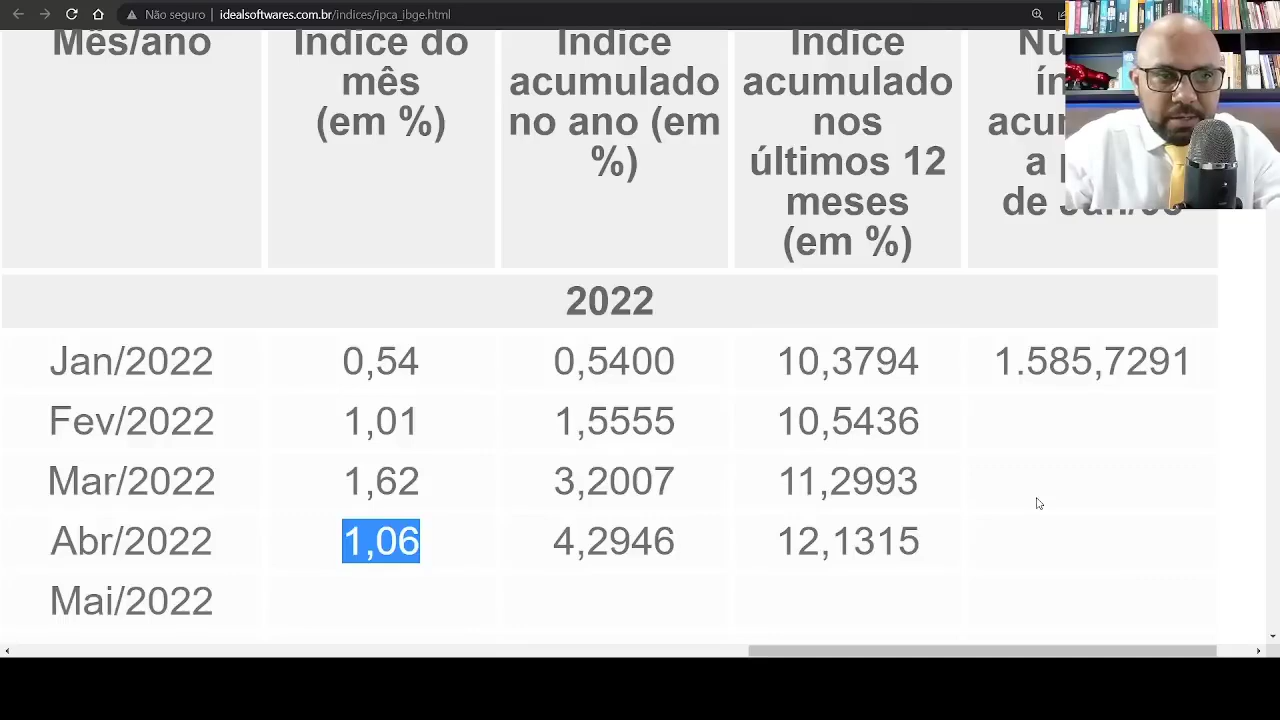 Não seguro | idealsoftwares.com.br/indices/ipca_ibge.html
Mês/ano
Índice do
mês
(em %)
Índice
acumulado
no ano (em
%)
Índice
acumulado
nos
últimos 12
meses
(em %)
a
de
2022
Jan/2022 0,54 0,5400 10,3794 1.585,7291
Fev/2022 1,01 1,5555 10,5436
Mar/2022 1,62 3,2007 11,2993
Abr/2022 1,06 4,2946 12,1315
Mai/2022